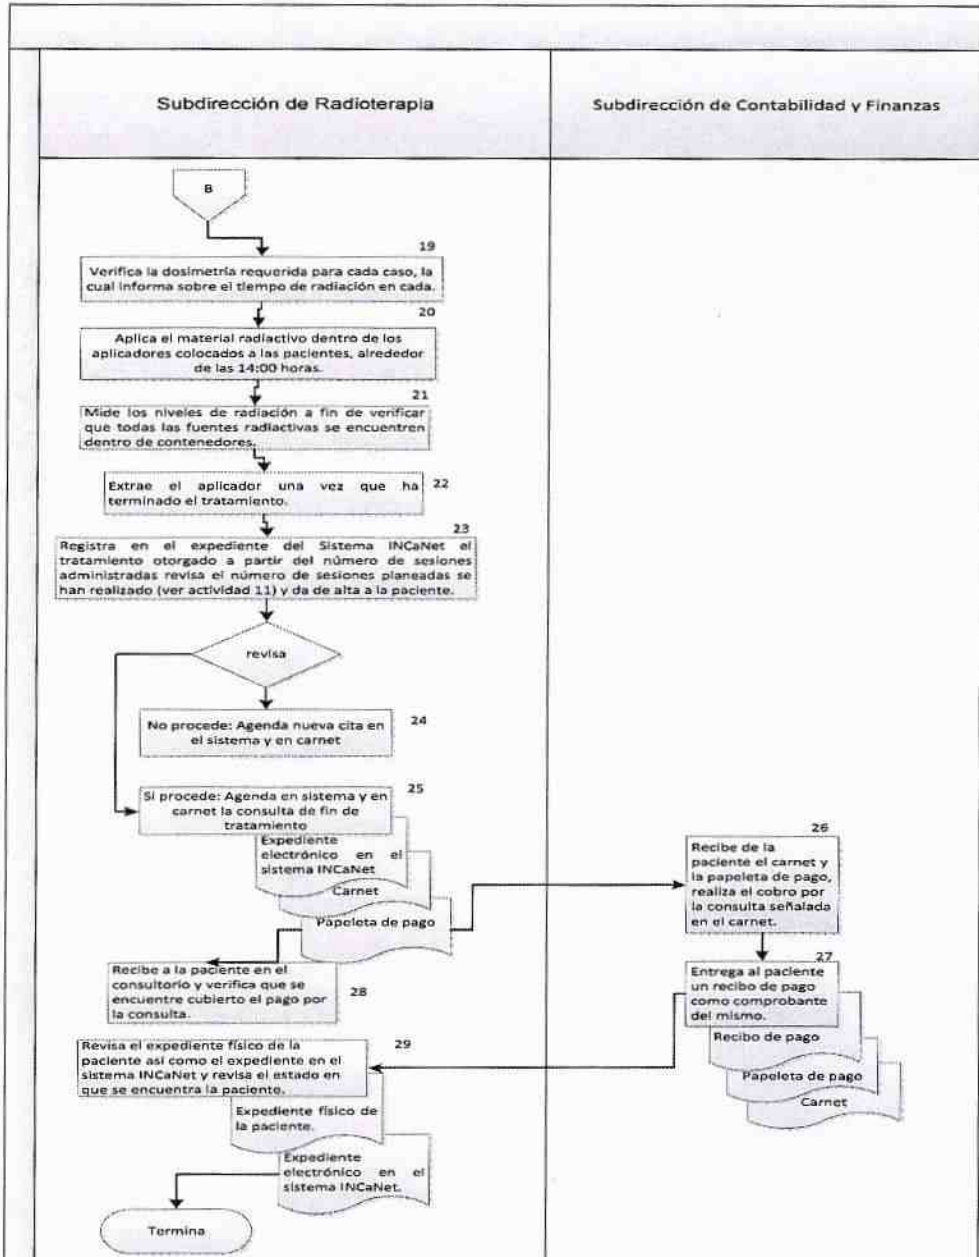 Subdirección de Radioterapia
Subdirección de Contabilidad y Finanzas
B
19
Verifica la dosimetría requerida para cada caso, la
cual informa sobre el tiempo de radiación en cada.
20
Aplica el material radiactivo dentro de los
aplicadores colocados a las pacientes, alrededor
de las 14:00 horas.
21
Mide los niveles de radiación a fin de verificar
que todas las fuentes radiactivas se encuentren
dentro de contenedores.
Extrae el aplicador una vez que ha
terminado el tratamiento.
22
23
Registra en el expediente del Sistema INCaNet el
tratamiento otorgado a partir del número de sesiones
administradas revisa el número de sesiones planeadas se
han realizado (ver actividad 11) y da de alta a la paciente.
revisa
24
No procede: Agenda nueva cita en
el sistema y en carnet
25
Si procede: Agenda en sistema y en
carnet la consulta de fin de
tratamiento
Expediente
electrónico en el
sistema INCaNet
Carnet
Papeleta de pago
26
Recibe de la
paciente el carnet y
la papeleta de pago,
realiza el cobro por
la consulta señalada
en el carnet.
27
Entrega al paciente
un recibo de pago
como comprobante
del mismo.
Recibo de pago
Papeleta de pago
Carnet
Recibe a la paciente en el
consultorio y verifica que se
encuentre cubierto el pago por
la consulta.
28
29
Revisa el expediente físico de la
paciente así como el expediente en el
sistema INCaNet y revisa el estado en
que se encuentra la paciente.
Expediente físico de
la paciente.
Expediente
electrónico en el
sistema INCaNet.
Termina